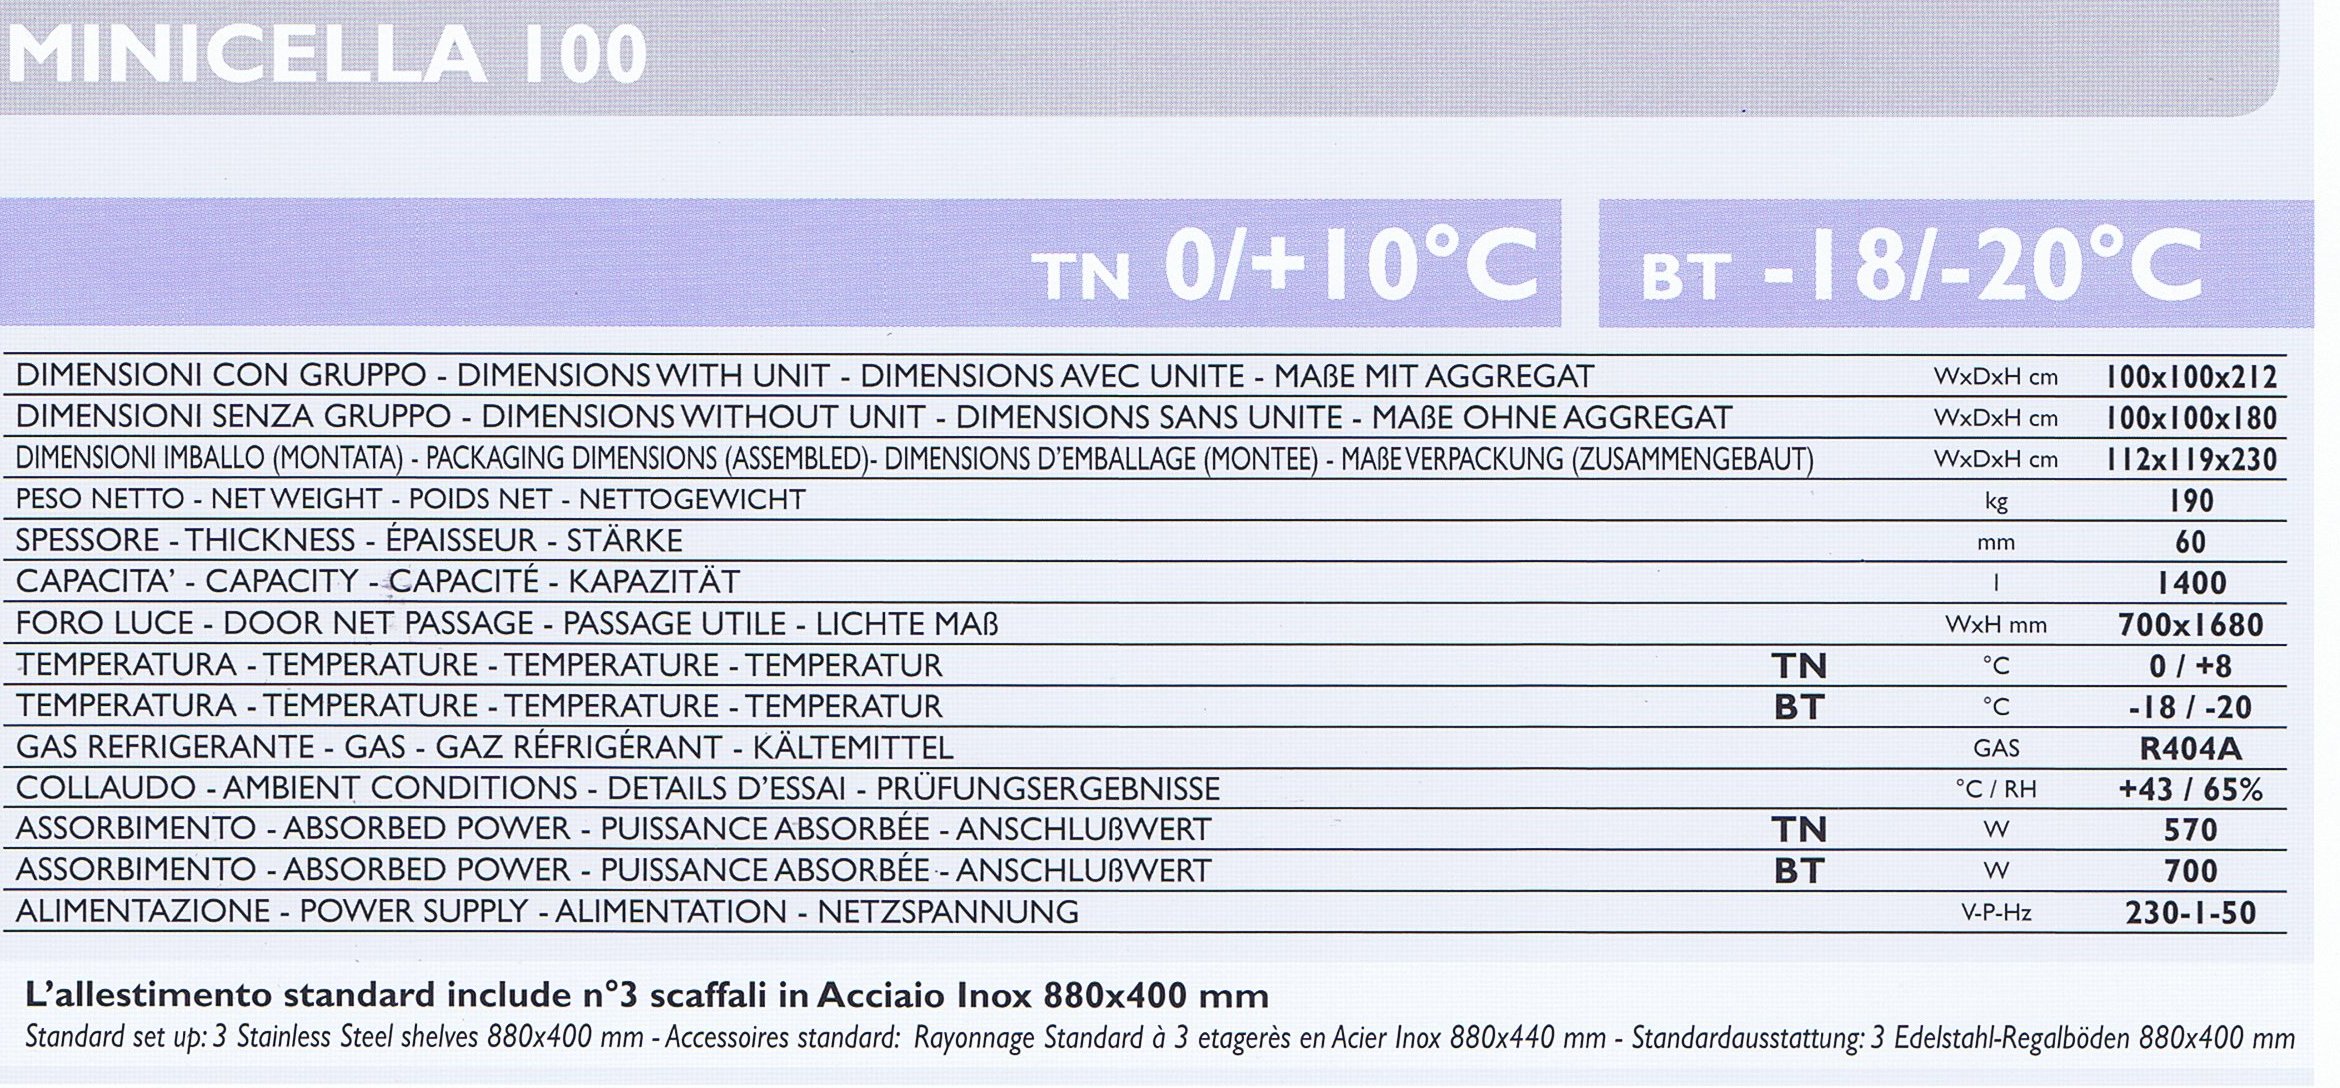 MINICELLA 100
TN 0/+10°C BT -18/-20°C
DIMENSIONI CON GRUPPO - DIMENSIONS WITH UNIT - DIMENSIONS AVEC UNITE - MAßE MIT AGGREGAT WxDxH cm 100x100x212
DIMENSIONI SENZA GRUPPO - DIMENSIONS WITHOUT UNIT - DIMENSIONS SANS UNITE - MAßE OHNE AGGREGAT WxDxH cm 100x100x180
DIMENSIONI IMBALLO (MONTATA) - PACKAGING DIMENSIONS (ASSEMBLED)- DIMENSIONS D'EMBALLAGE (MONTEE) - MAßE VERPACKUNG (ZUSAMMENGEBAUT) WxDxH cm 112x119x230
PESO NETTO - NET WEIGHT - POIDS NET - NETTOGEWICHT kg 190
SPESSORE - THICKNESS - ÉPAISSEUR - STÄRKE mm 60
CAPACITA' - CAPACITY - CAPACITÉ - KAPAZITÄT l 1400
FORO LUCE - DOOR NET PASSAGE - PASSAGE UTILE - LICHTE MAß WxH mm 700x1680
TEMPERATURA - TEMPERATURE - TEMPERATURE - TEMPERATUR TN °C 0 / +8
TEMPERATURA - TEMPERATURE - TEMPERATURE - TEMPERATUR BT °C -18 / -20
GAS REFRIGERANTE - GAS - GAZ RÉFRIGÉRANT - KÄLTEMITTEL GAS R404A
COLLAUDO - AMBIENT CONDITIONS - DETAILS D'ESSAI - PRÜFUNGSERGEBNISSE °C / RH +43 / 65%
ASSORBIMENTO - ABSORBED POWER - PUISSANCE ABSORBÉE - ANSCHLUßWERT TN W 570
ASSORBIMENTO - ABSORBED POWER - PUISSANCE ABSORBÉE - ANSCHLUßWERT BT W 700
ALIMENTAZIONE - POWER SUPPLY - ALIMENTATION - NETZSPANNUNG V-P-Hz 230-1-50
L'allestimento standard include n°3 scaffali in Acciaio Inox 880x400 mm
Standard set up: 3 Stainless Steel shelves 880x400 mm - Accessoires standard: Rayonnage Standard à 3 etagerès en Acier Inox 880x440 mm - Standardausstattung: 3 Edelstahl-Regalböden 880x400 mm